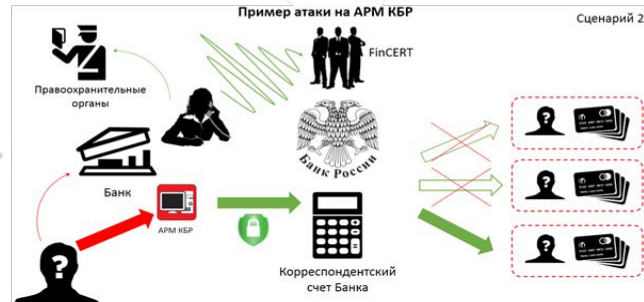 Пример атаки на АРМ КБР
Сценарий 2
FinCERT
Правоохранительные
органы
Банк России
Банк
АРМ КБР
Корреспондентский
счет Банка